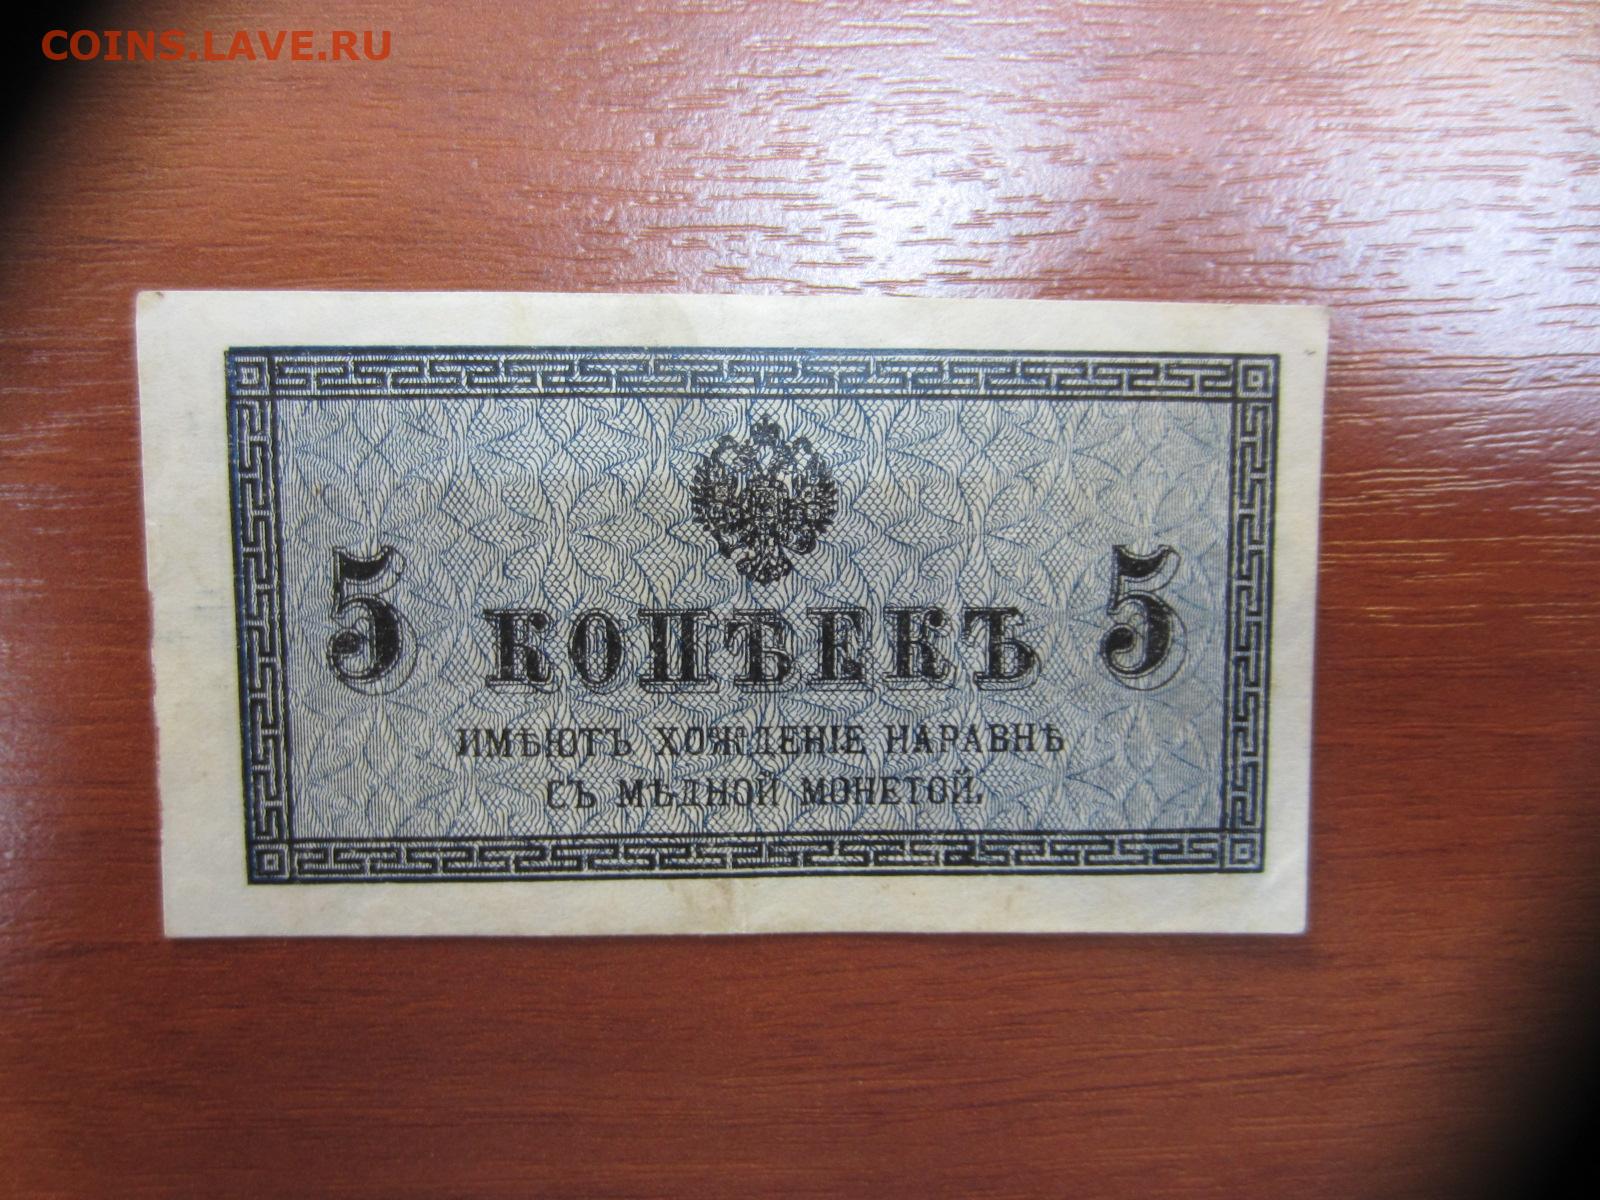 COINS.LAVE.RU
5 КОПѢЕКЪ 5
ИМѢЮТЪ ХОЖДЕНІЕ НАРАВНѢ
СЪ МѢДНОЙ МОНЕТОЙ.